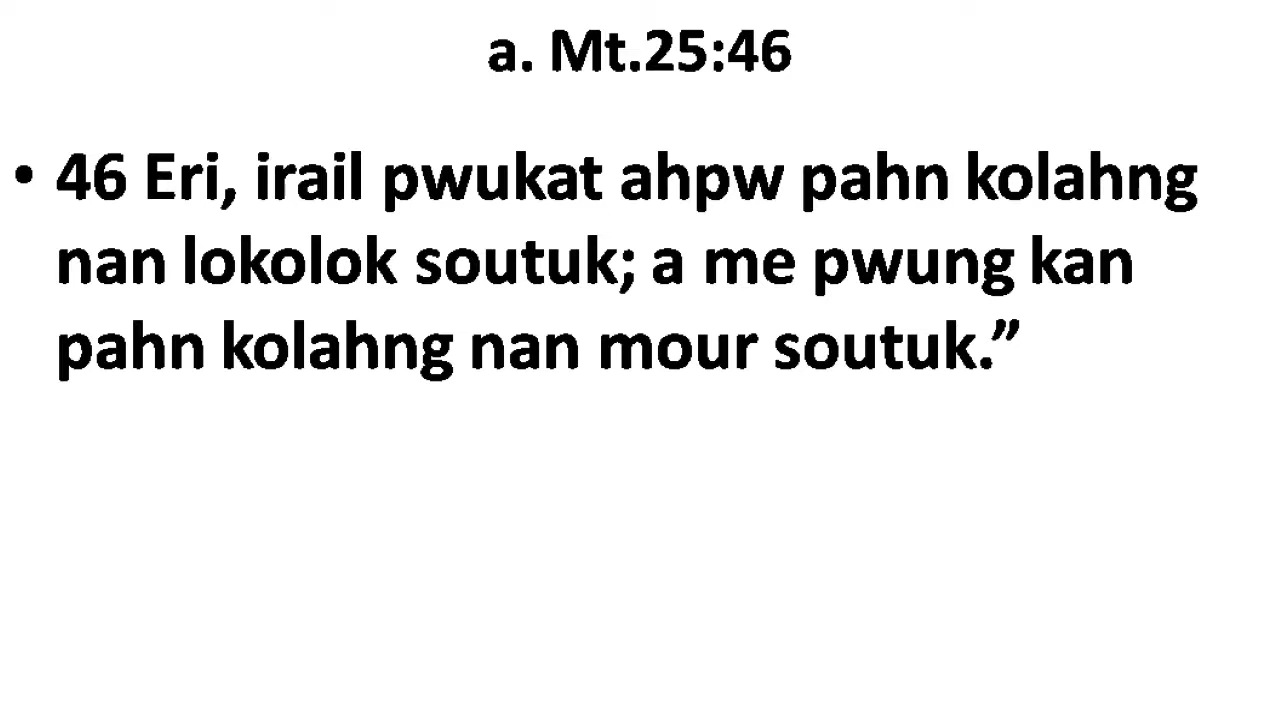 a. Mt.25:46
• 46 Eri, irail pwukat ahpw pahn kolahng
nan lokolok soutuk; a me pwung kan
pahn kolahng nan mour soutuk.”